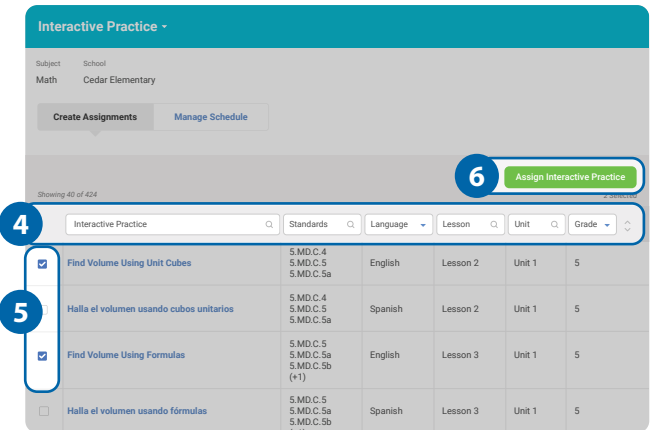 Interactive Practice
Subject School
Math Cedar Elementary
Create Assignments Manage Schedule
6 Assign Interactive Practice
Showing 40 of 424 2 Selected
4 Interactive Practice Standards Language Lesson Unit Grade
5.MD.C.4
Find Volume Using Unit Cubes 5.MD.C.5 English Lesson 2 Unit 1 5
5.MD.C.5a
5
5.MD.C.4
Halla el volumen usando cubos unitarios 5.MD.C.5 Spanish Lesson 2 Unit 1 5
5.MD.C.5a
5.MD.C.5
Find Volume Using Formulas 5.MD.C.5a English Lesson 3 Unit 1 5
5.MD.C.5b
(+1)
5.MD.C.5
Halla el volumen usando fórmulas 5.MD.C.5a Spanish Lesson 3 Unit 1 5
5.MD.C.5b